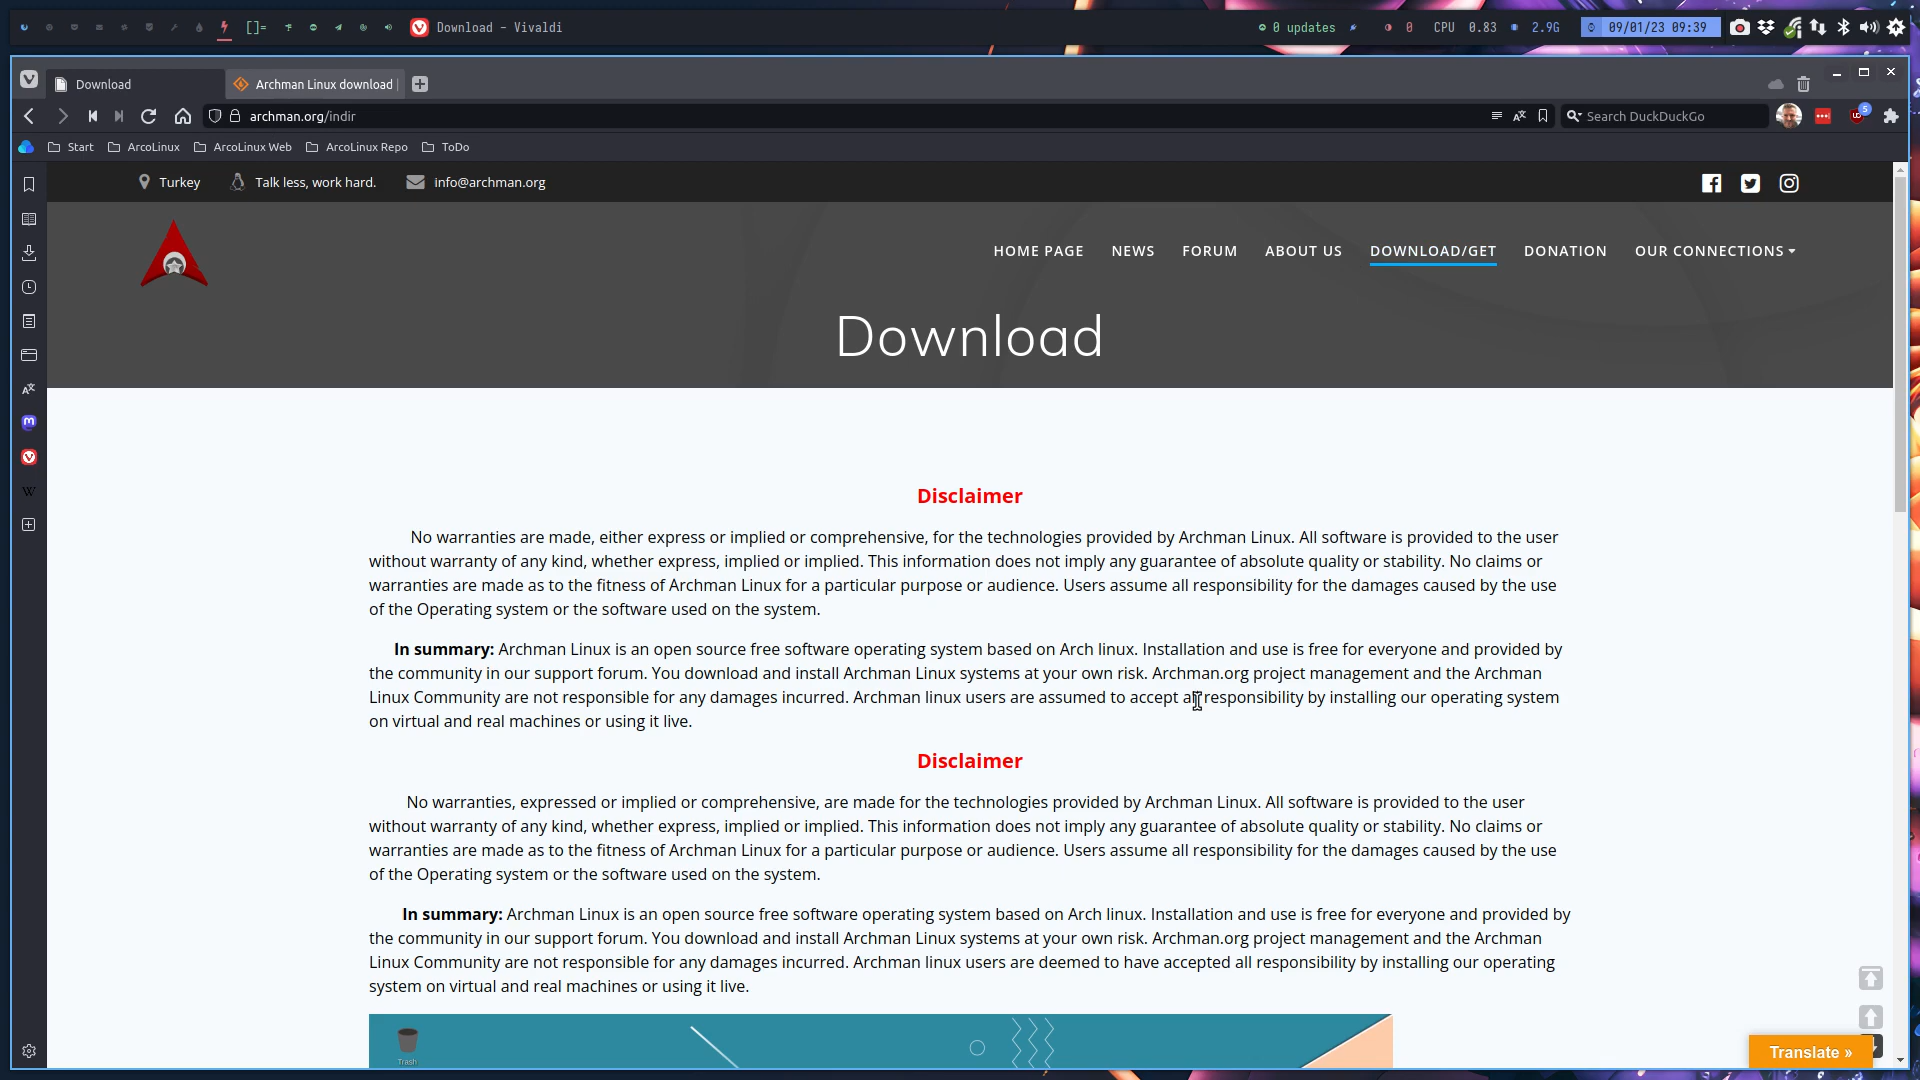 []= Download - Vivaldi 0 updates 0 CPU 0.83 2.9G 09/01/23 09:39
Download Archman Linux download |
archman.org/indir Search DuckDuckGo 5
Start ArcoLinux ArcoLinux Web ArcoLinux Repo ToDo
Turkey Talk less, work hard. info@archman.org
HOME PAGE NEWS FORUM ABOUT US DOWNLOAD/GET DONATION OUR CONNECTIONS
Download
Disclaimer
No warranties are made, either express or implied or comprehensive, for the technologies provided by Archman Linux. All software is provided to the user
without warranty of any kind, whether express, implied or implied. This information does not imply any guarantee of absolute quality or stability. No claims or
warranties are made as to the fitness of Archman Linux for a particular purpose or audience. Users assume all responsibility for the damages caused by the use
of the Operating system or the software used on the system.
In summary: Archman Linux is an open source free software operating system based on Arch linux. Installation and use is free for everyone and provided by
the community in our support forum. You download and install Archman Linux systems at your own risk. Archman.org project management and the Archman
Linux Community are not responsible for any damages incurred. Archman linux users are assumed to accept all responsibility by installing our operating system
on virtual and real machines or using it live.
Disclaimer
No warranties, expressed or implied or comprehensive, are made for the technologies provided by Archman Linux. All software is provided to the user
without warranty of any kind, whether express, implied or implied. This information does not imply any guarantee of absolute quality or stability. No claims or
warranties are made as to the fitness of Archman Linux for a particular purpose or audience. Users assume all responsibility for the damages caused by the use
of the Operating system or the software used on the system.
In summary: Archman Linux is an open source free software operating system based on Arch linux. Installation and use is free for everyone and provided by
the community in our support forum. You download and install Archman Linux systems at your own risk. Archman.org project management and the Archman
Linux Community are not responsible for any damages incurred. Archman linux users are deemed to have accepted all responsibility by installing our operating
system on virtual and real machines or using it live.
Trash
Translate »